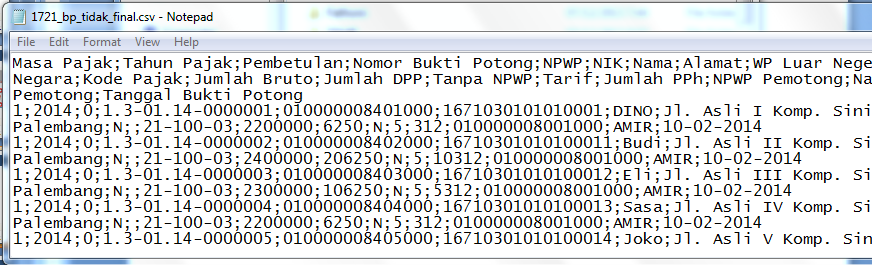 1721_bp_tidak_final.csv - Notepad
File Edit Format View Help
Masa Pajak;Tahun Pajak;Pembetulan;Nomor Bukti Potong;NPWP;NIK;Nama;Alamat;WP Luar Nege
Negara;Kode Pajak;Jumlah Bruto;Jumlah DPP;Tanpa NPWP;Tarif;Jumlah PPh;NPWP Pemotong;Na
Pemotong;Tanggal Bukti Potong
1;2014;0;1.3-01.14-0000001;010000008401000;1671030101010001;DINO;Jl. Asli I Komp. Sini
Palembang;N;;21-100-03;2200000;6250;N;5;312;010000008001000;AMIR;10-02-2014
1;2014;0;1.3-01.14-0000002;010000008402000;16710301010100011;Budi;Jl. Asli II Komp. Si
Palembang;N;;21-100-03;2400000;206250;N;5;10312;010000008001000;AMIR;10-02-2014
1;2014;0;1.3-01.14-0000003;010000008403000;16710301010100012;Eli;Jl. Asli III Komp. Si
Palembang;N;;21-100-03;2300000;106250;N;5;5312;010000008001000;AMIR;10-02-2014
1;2014;0;1.3-01.14-0000004;010000008404000;16710301010100013;Sasa;Jl. Asli IV Komp. Si
Palembang;N;;21-100-03;2200000;6250;N;5;312;010000008001000;AMIR;10-02-2014
1;2014;0;1.3-01.14-0000005;010000008405000;16710301010100014;Joko;Jl. Asli V Komp. Sin